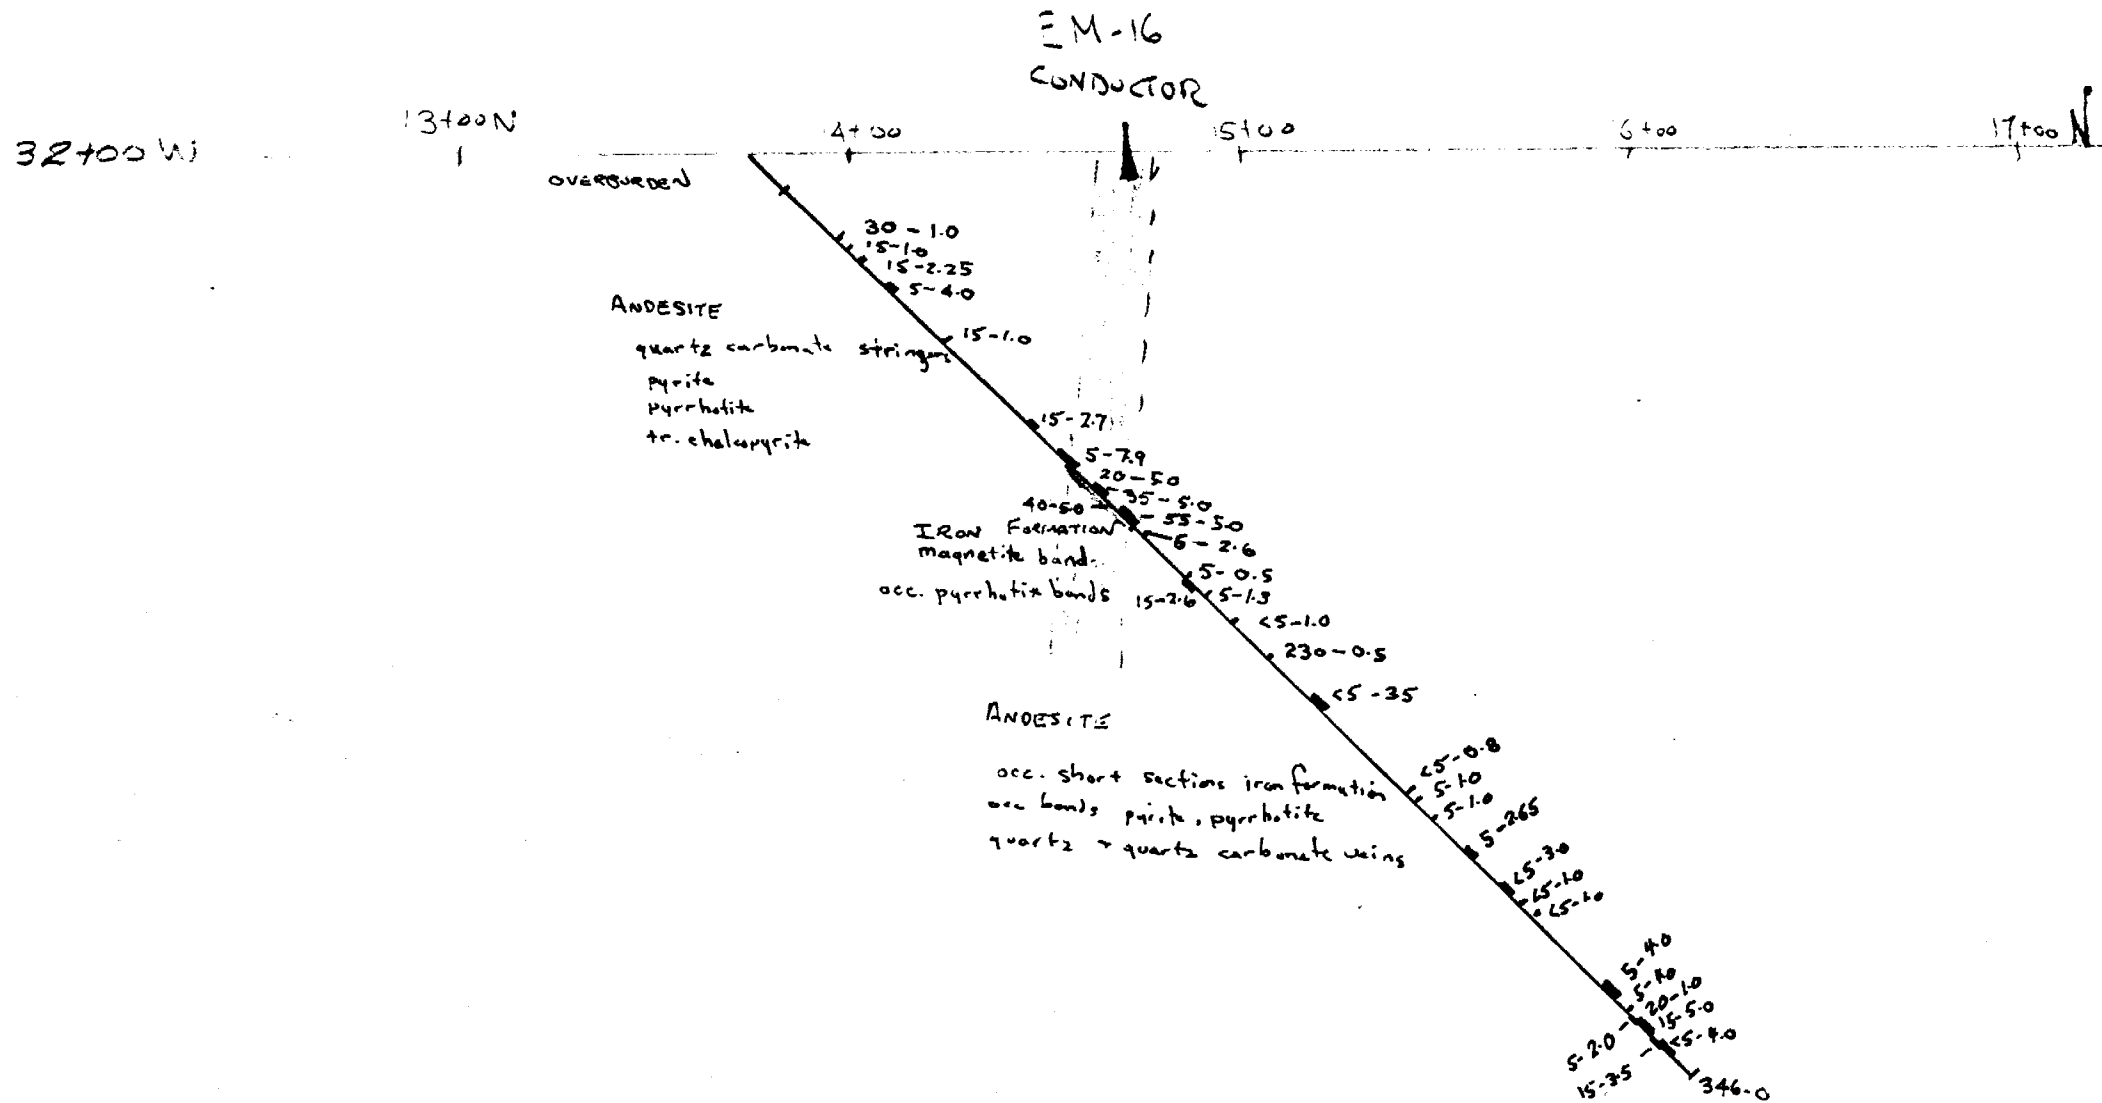 EM-16
CONDUCTOR
32+00 W
13+00N
14+00
15+00
16+00
17+00 N
OVERBURDEN
30-1.0
15-1.0
15-2.25
5-4.0
ANDESITE
quartz carbonate stringers
pyrite
pyrrhotite
tr. chalcopyrite
15-1.0
15-2.7
5-7.9
20-5.0
35-5.0
40-5.0
55-5.0
6-2.6
IRON FORMATION
magnetite bands
occ. pyrrhotite bands
5-0.5
15-2.6
5-1.3
<5-1.0
230-0.5
<5-35
ANDESITE
occ. short sections iron formation
occ bands pyrite, pyrrhotite
quartz + quartz carbonate veins
<5-0.8
5-1.0
5-1.0
5-265
<5-3.0
<5-1.0
<5-1.0
5-4.0
5-1.0
20-1.0
15-5.0
<5-4.0
5-2.0
15-3.5
346.0